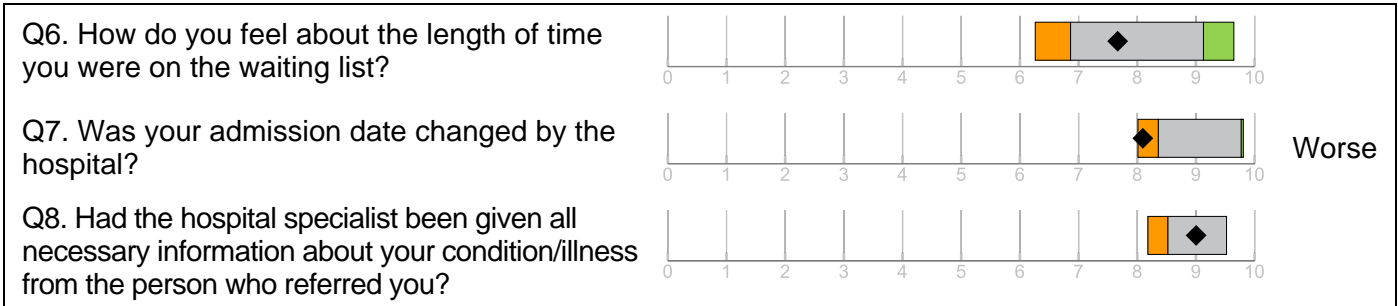 Q6. How do you feel about the length of time
you were on the waiting list?
0 1 2 3 4 5 6 7 8 9 10
Q7. Was your admission date changed by the
hospital?
Worse
0 1 2 3 4 5 6 7 8 9 10
Q8. Had the hospital specialist been given all
necessary information about your condition/illness
from the person who referred you?
0 1 2 3 4 5 6 7 8 9 10